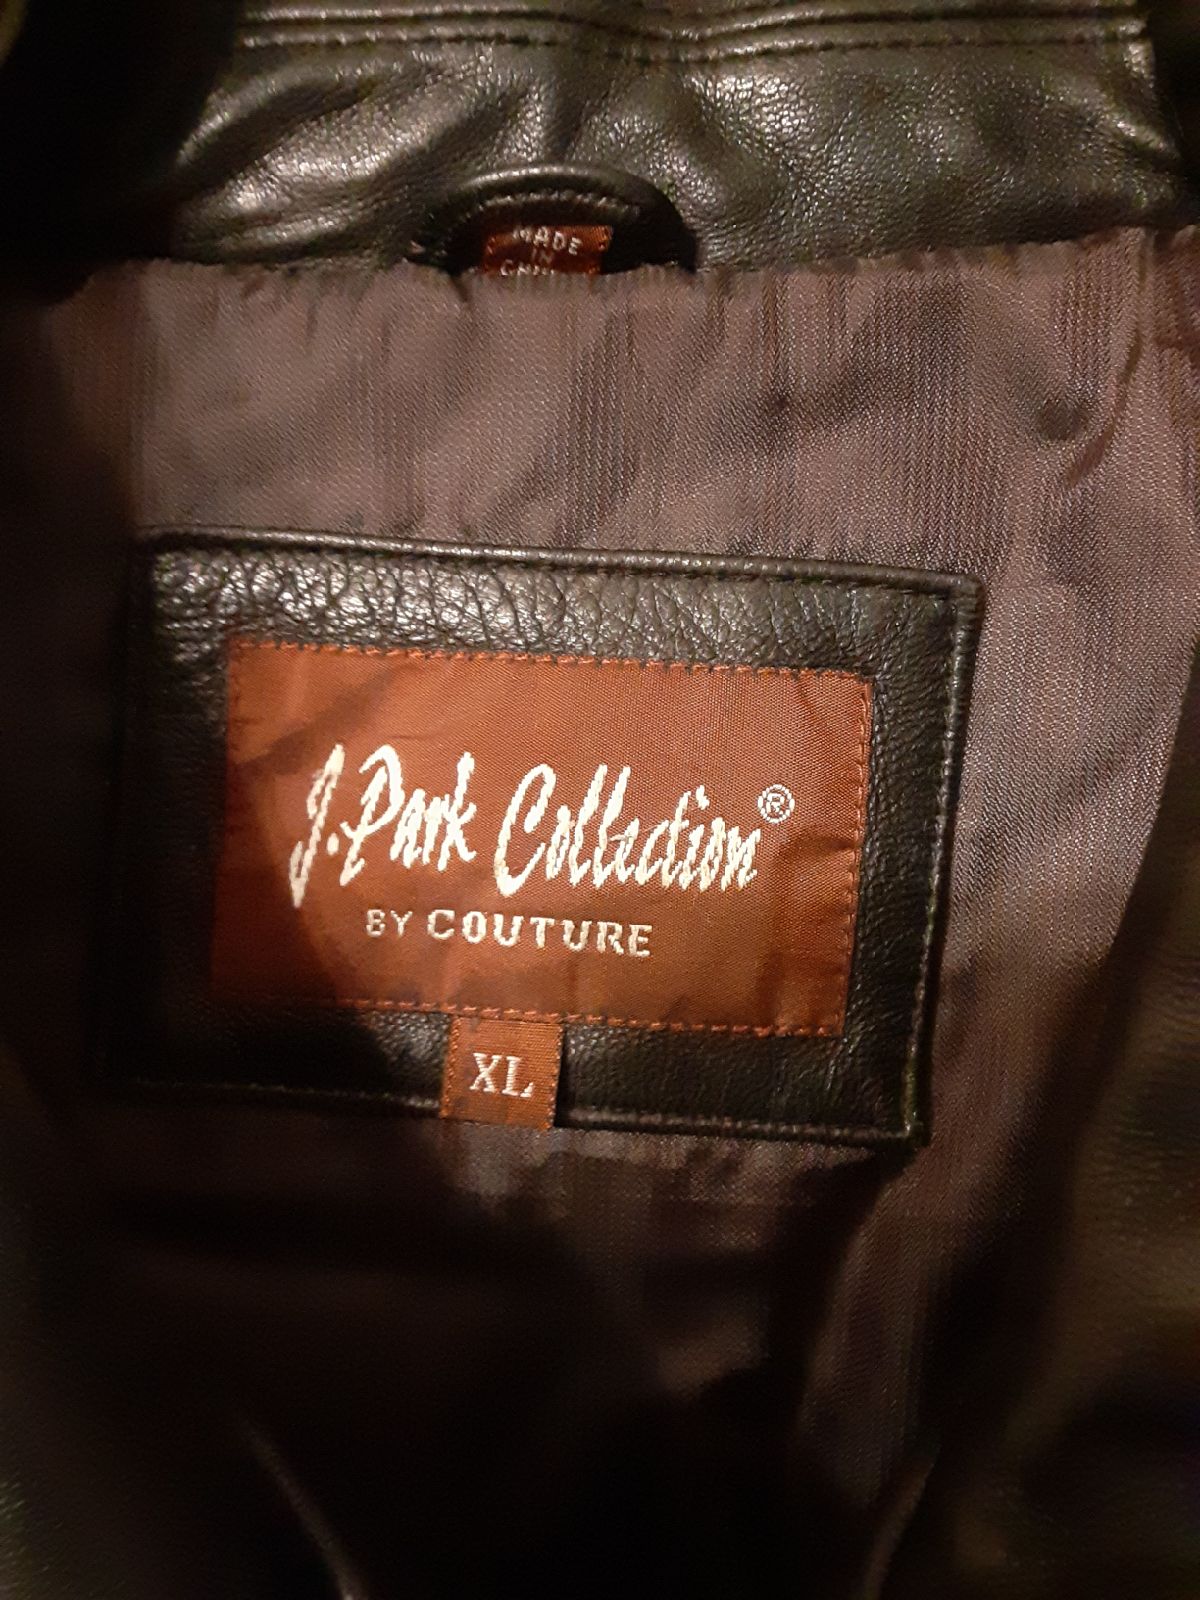 MADE
IN
J. Park Collection®
BY COUTURE
XL